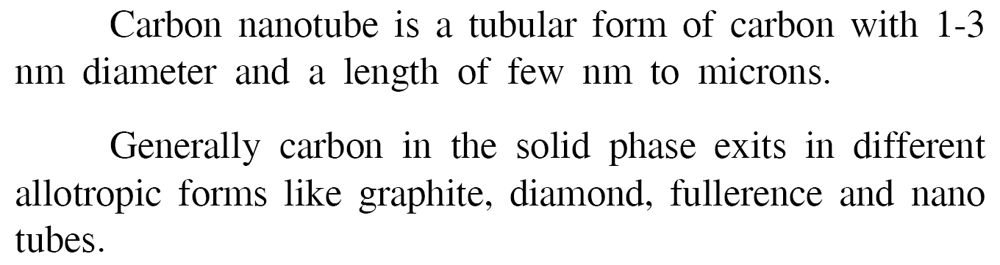 Carbon nanotube is a tubular form of carbon with 1-3
nm diameter and a length of few nm to microns.
Generally carbon in the solid phase exits in different
allotropic forms like graphite, diamond, fullerence and nano
tubes.